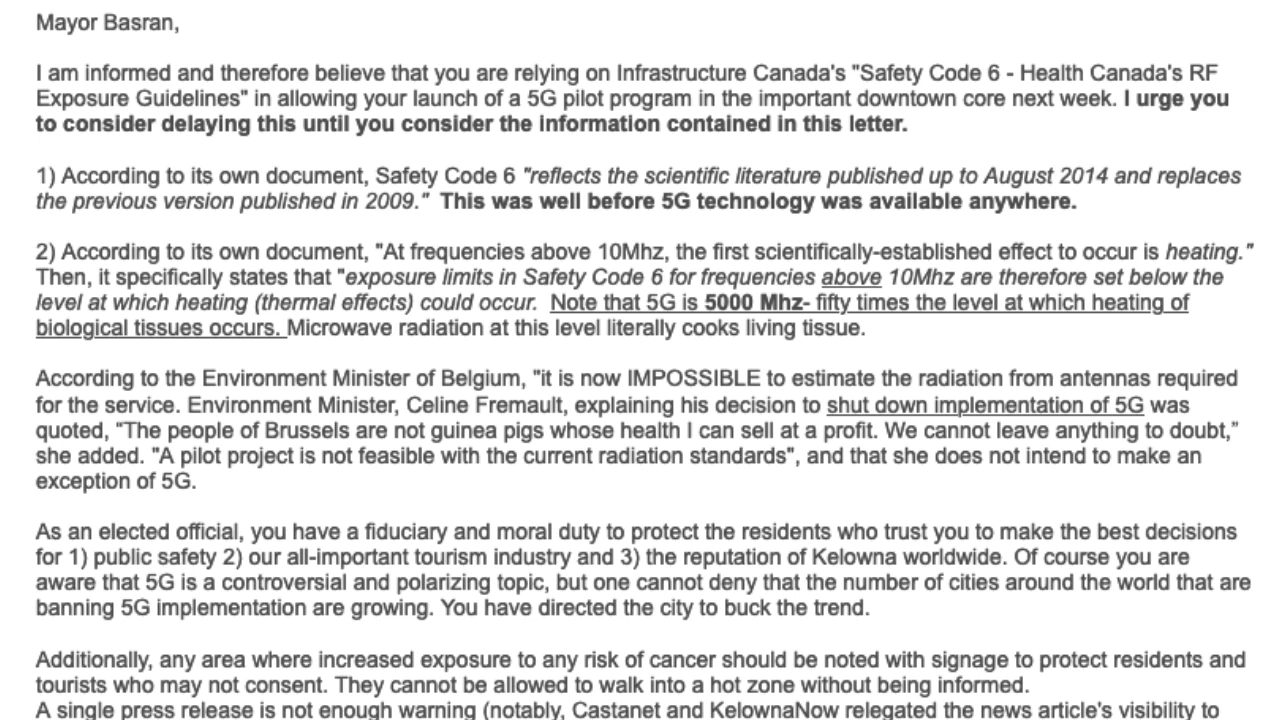 Mayor Basran,
I am informed and therefore believe that you are relying on Infrastructure Canada's "Safety Code 6 - Health Canada's RF
Exposure Guidelines" in allowing your launch of a 5G pilot program in the important downtown core next week. I urge you
to consider delaying this until you consider the information contained in this letter.
1) According to its own document, Safety Code 6 "reflects the scientific literature published up to August 2014 and replaces
the previous version published in 2009."  This was well before 5G technology was available anywhere.
2) According to its own document, "At frequencies above 10Mhz, the first scientifically-established effect to occur is heating."
Then, it specifically states that "exposure limits in Safety Code 6 for frequencies above 10Mhz are therefore set below the
level at which heating (thermal effects) could occur.  Note that 5G is 5000 Mhz- fifty times the level at which heating of
biological tissues occurs. Microwave radiation at this level literally cooks living tissue.
According to the Environment Minister of Belgium, "it is now IMPOSSIBLE to estimate the radiation from antennas required
for the service. Environment Minister, Celine Fremault, explaining his decision to shut down implementation of 5G was
quoted, “The people of Brussels are not guinea pigs whose health I can sell at a profit. We cannot leave anything to doubt,”
she added. "A pilot project is not feasible with the current radiation standards", and that she does not intend to make an
exception of 5G.
As an elected official, you have a fiduciary and moral duty to protect the residents who trust you to make the best decisions
for 1) public safety 2) our all-important tourism industry and 3) the reputation of Kelowna worldwide. Of course you are
aware that 5G is a controversial and polarizing topic, but one cannot deny that the number of cities around the world that are
banning 5G implementation are growing. You have directed the city to buck the trend.
Additionally, any area where increased exposure to any risk of cancer should be noted with signage to protect residents and
tourists who may not consent. They cannot be allowed to walk into a hot zone without being informed.
A single press release is not enough warning (notably, Castanet and KelownaNow relegated the news article's visibility to